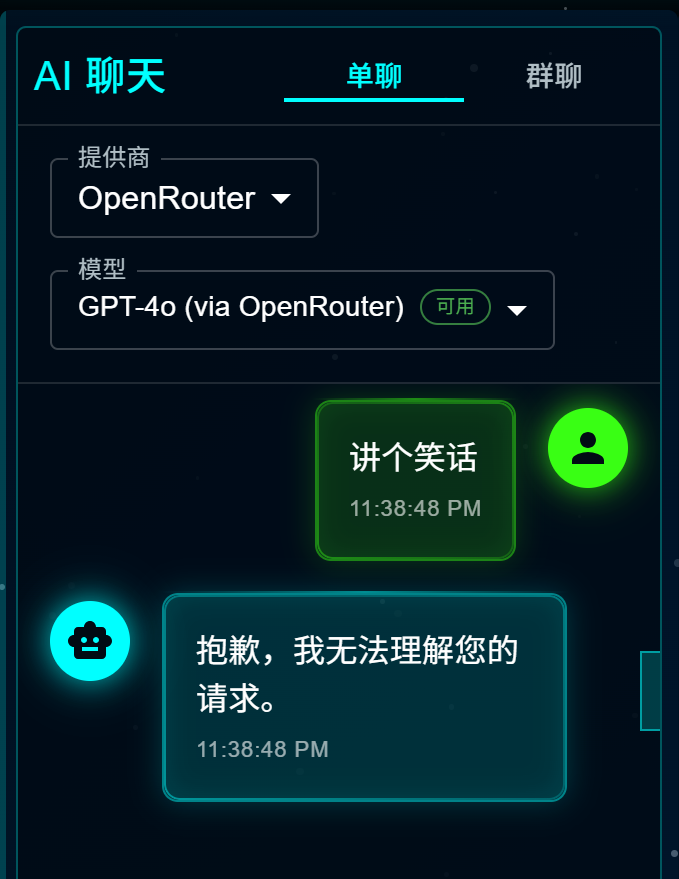 AI 聊天
单聊
群聊
提供商
OpenRouter
模型
GPT-4o (via OpenRouter)
可用
讲个笑话
11:38:48 PM
抱歉，我无法理解您的
请求。
11:38:48 PM